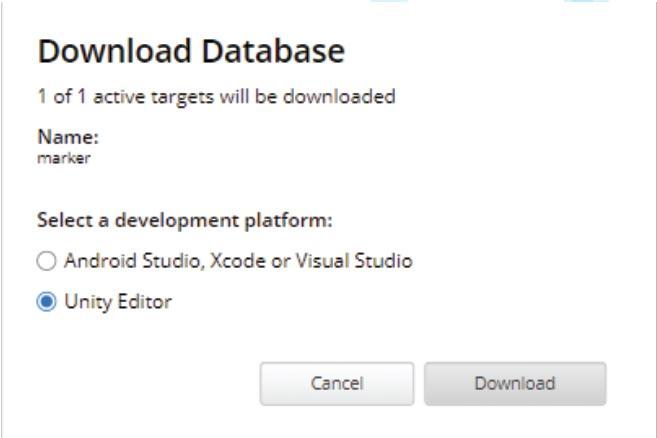 Download Database
1 of 1 active targets will be downloaded
Name:
marker
Select a development platform:
Android Studio, Xcode or Visual Studio
Unity Editor
Cancel
Download